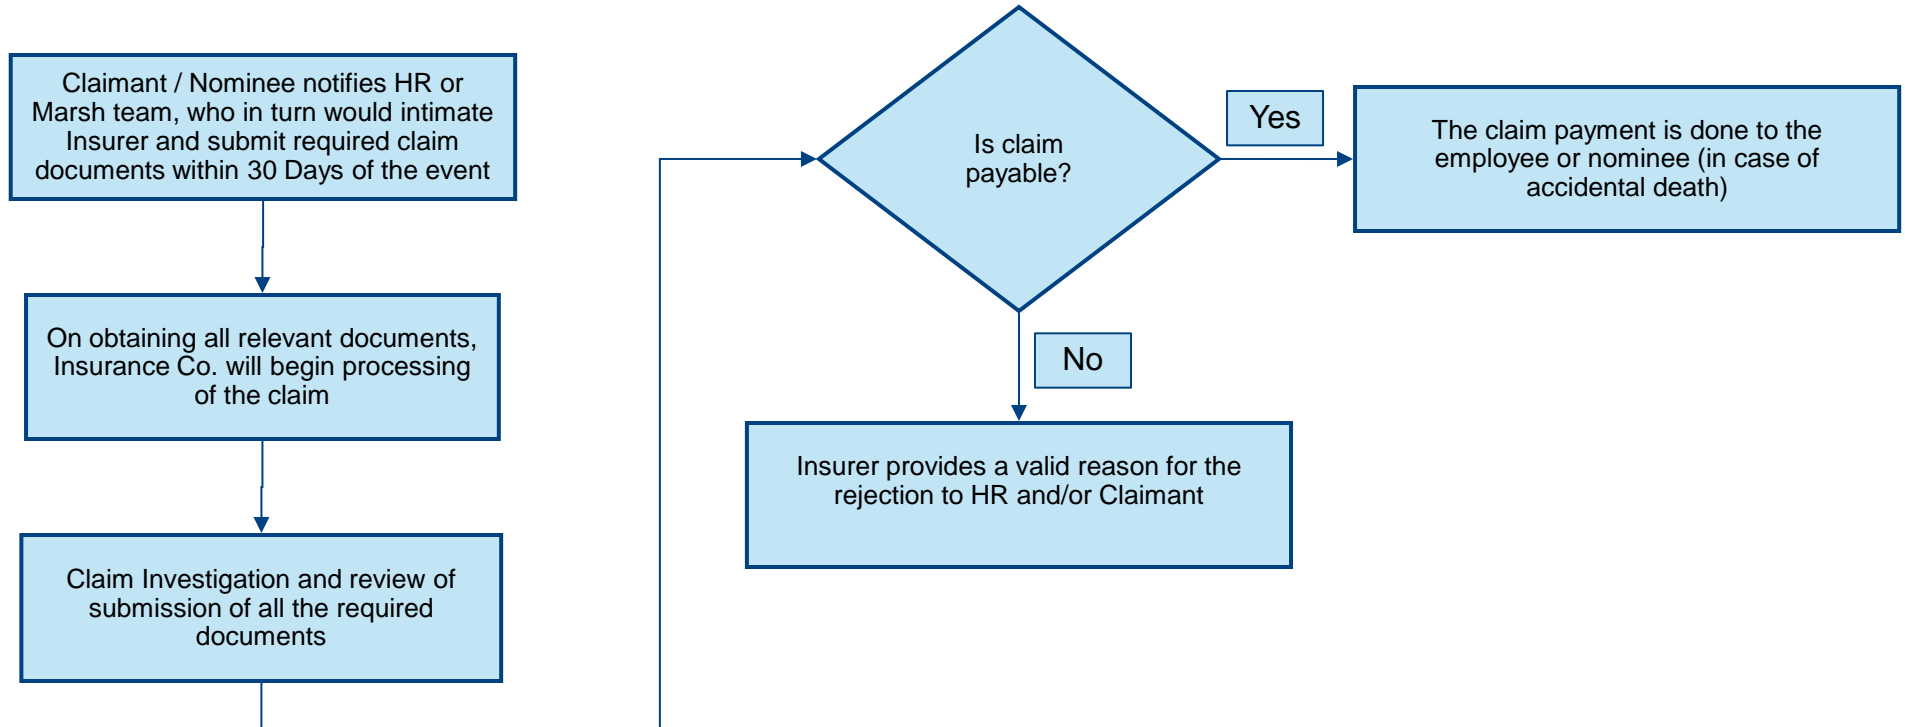 Claimant / Nominee notifies HR or
Marsh team, who in turn would intimate
Insurer and submit required claim
documents within 30 Days of the event
On obtaining all relevant documents,
Insurance Co. will begin processing
of the claim
Claim Investigation and review of
submission of all the required
documents
Is claim
payable?
Yes
The claim payment is done to the
employee or nominee (in case of
accidental death)
No
Insurer provides a valid reason for the
rejection to HR and/or Claimant